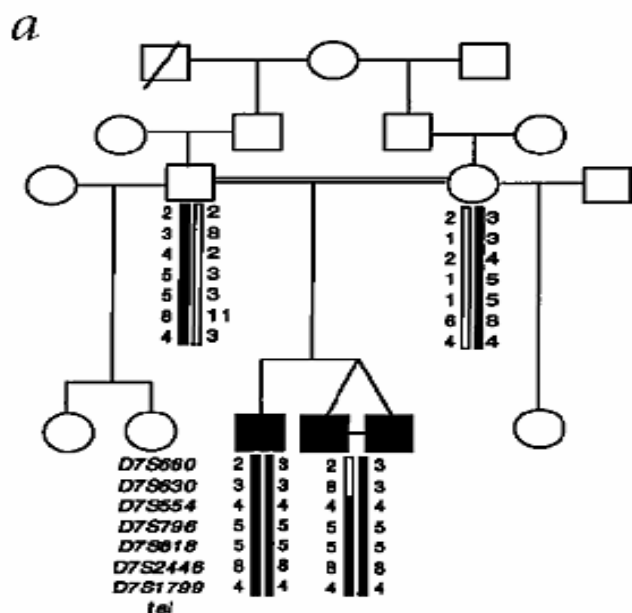 a
2 2 2 3
3 8 1 3
4 2 2 4
5 3 1 5
5 3 1 5
8 11 6 8
4 3 4 4
D7S660 2 3 2 3
D7S630 3 3 8 3
D7S554 4 4 4 4
D7S796 5 5 5 5
D7S618 5 5 5 5
D7S2446 8 8 8 8
D7S1799 4 4 4 4
tel